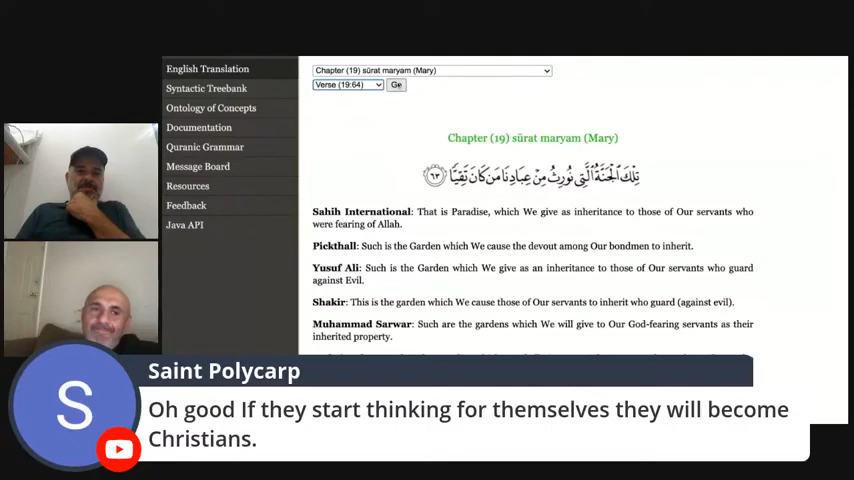 English Translation
Syntactic Treebank
Ontology of Concepts
Documentation
Quranic Grammar
Message Board
Resources
Feedback
Java API
Chapter (19) sūrat maryam (Mary)
Verse (19:64)
Go
Chapter (19) sūrat maryam (Mary)
تِلْكَ الْجَنَّةُ الَّتِي نُورِثُ مِنْ عِبَادِنَا مَن كَانَ تَقِيًّا ﴿٦٣﴾
Sahih International: That is Paradise, which We give as inheritance to those of Our servants who
were fearing of Allah.
Pickthall: Such is the Garden which We cause the devout among Our bondmen to inherit.
Yusuf Ali: Such is the Garden which We give as an inheritance to those of Our servants who guard
against Evil.
Shakir: This is the garden which We cause those of Our servants to inherit who guard (against evil).
Muhammad Sarwar: Such are the gardens which We will give to Our God-fearing servants as their
inherited property.
S
Saint Polycarp
Oh good If they start thinking for themselves they will become
Christians.